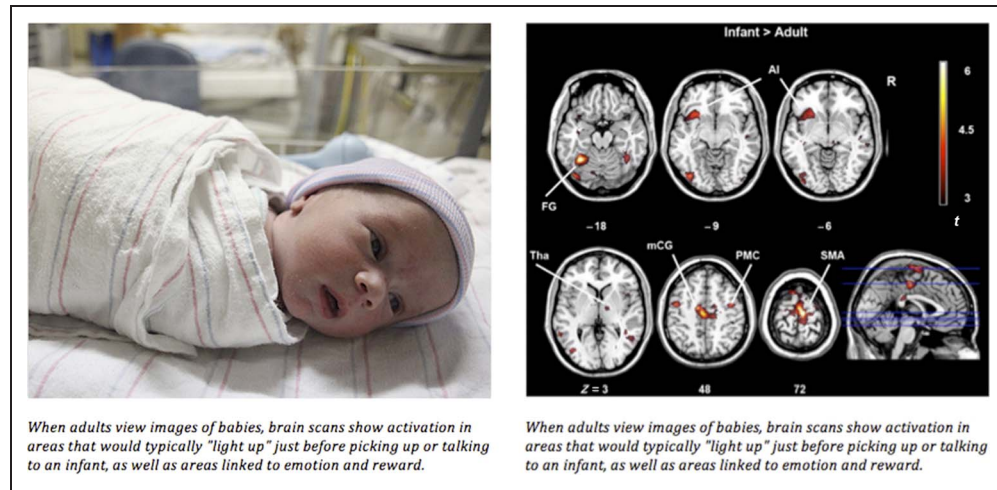 When adults view images of babies, brain scans show activation in
areas that would typically "light up" just before picking up or talking
to an infant, as well as areas linked to emotion and reward.
Infant > Adult
AI
R
6
4.5
3
t
FG
–18
–9
–6
Tha
mCG
PMC
SMA
Z = 3
48
72
When adults view images of babies, brain scans show activation in
areas that would typically "light up" just before picking up or talking
to an infant, as well as areas linked to emotion and reward.